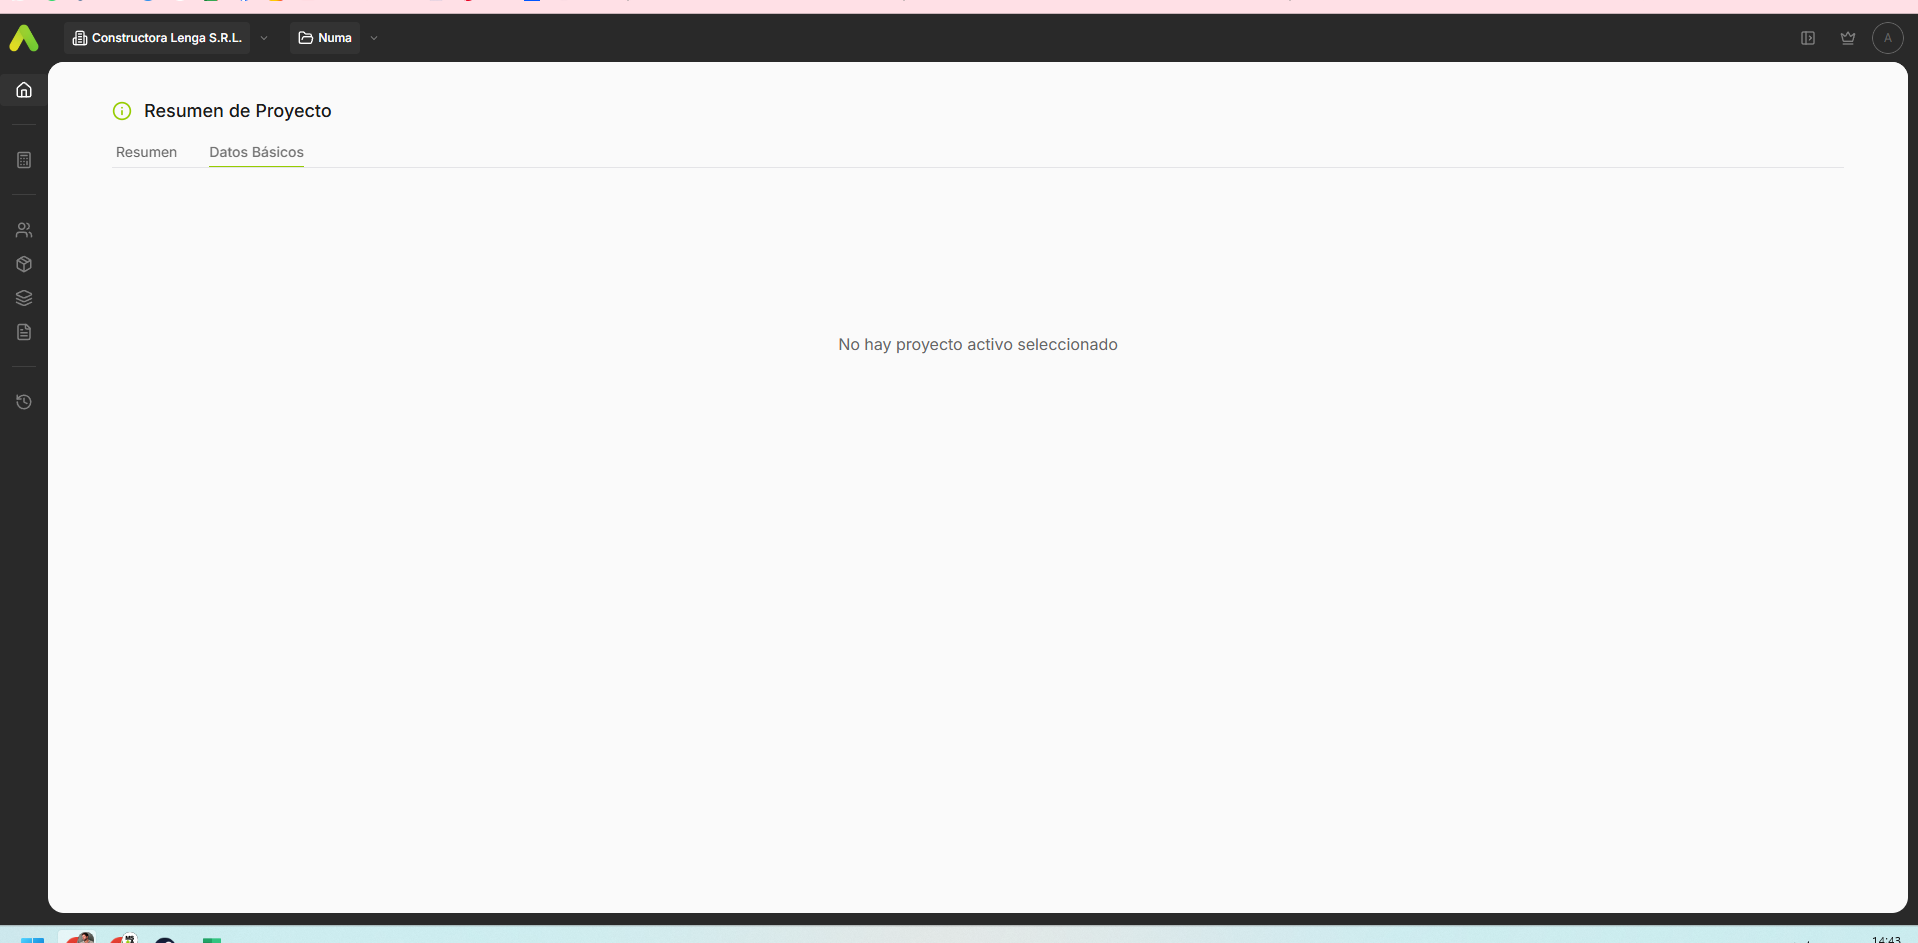 Constructora Lenga S.R.L.
Numa
A
Resumen de Proyecto
Resumen
Datos Básicos
No hay proyecto activo seleccionado
14:43